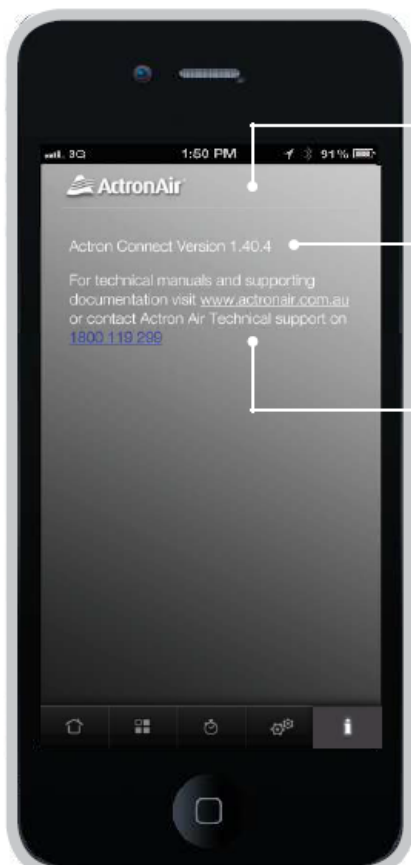 3G 1:50 PM 91%
ActronAir
Actron Connect Version 1.40.4
For technical manuals and supporting
documentation visit www.actronair.com.au
or contact Actron Air Technical support on
1800 119 299
i